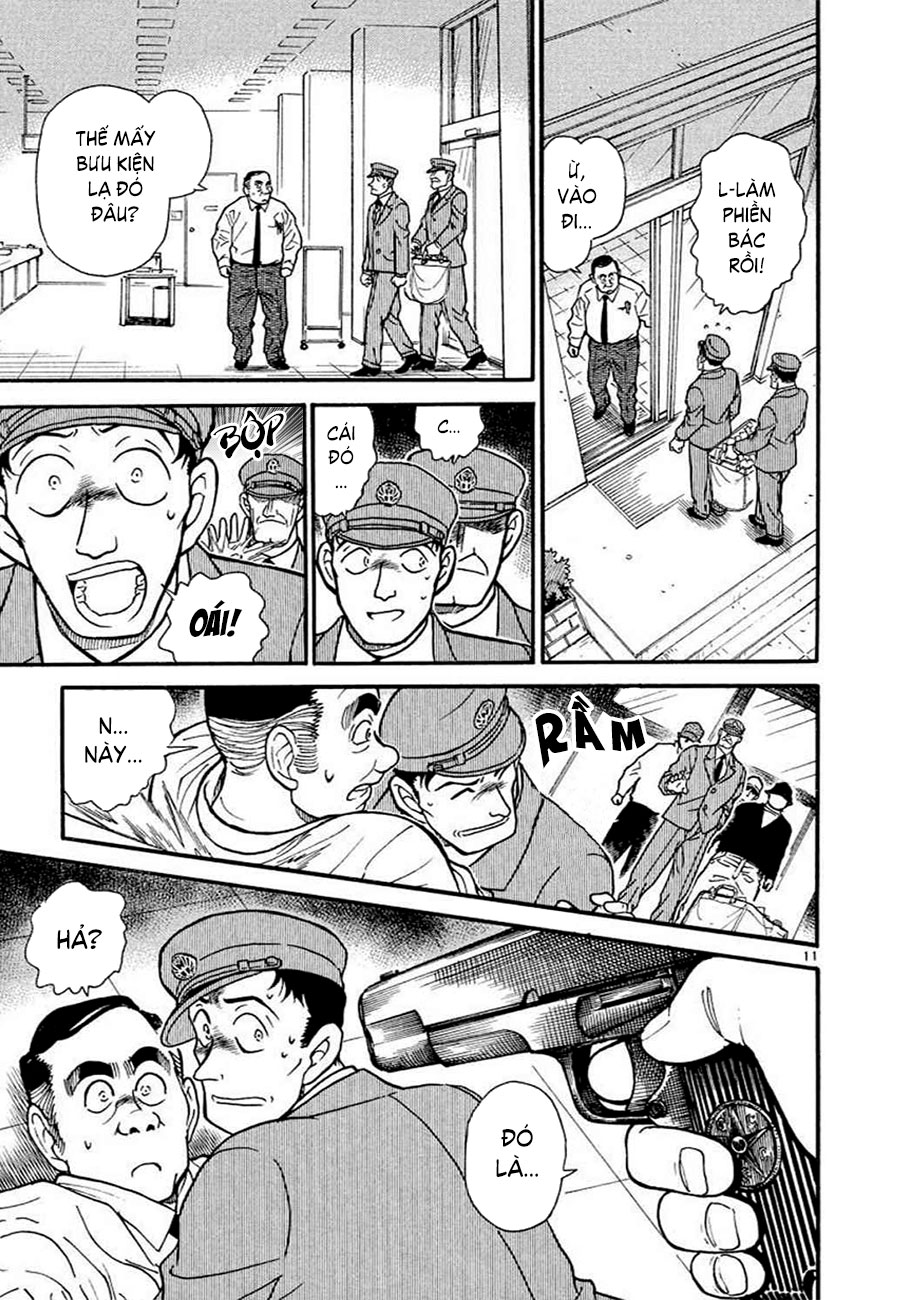 L-LÀM
PHIỀN
BÁC
RỒI!
Ừ,
VÀO
ĐI...
THẾ MẤY
BƯU KIỆN
LẠ ĐÓ
ĐÂU?
C...
CÁI
ĐÓ
...
BỘP
OÁI!
RẦM
N...
NÀY...
11
HẢ?
ĐÓ
LÀ...